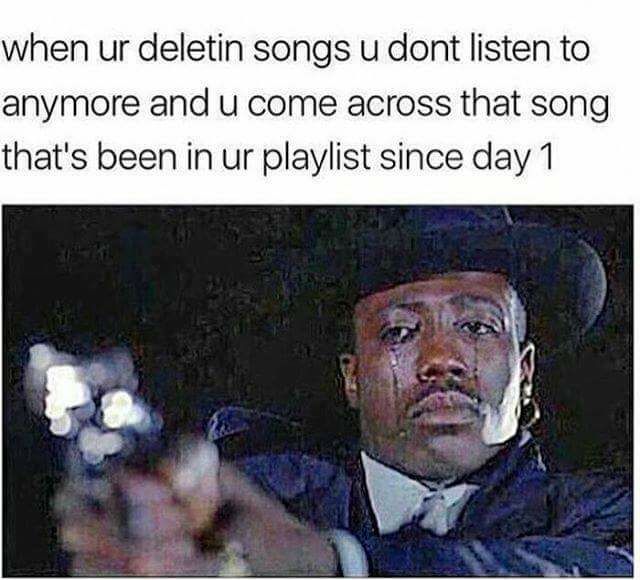 when ur deletin songs u dont listen to
anymore and u come across that song
that's been in ur playlist since day 1